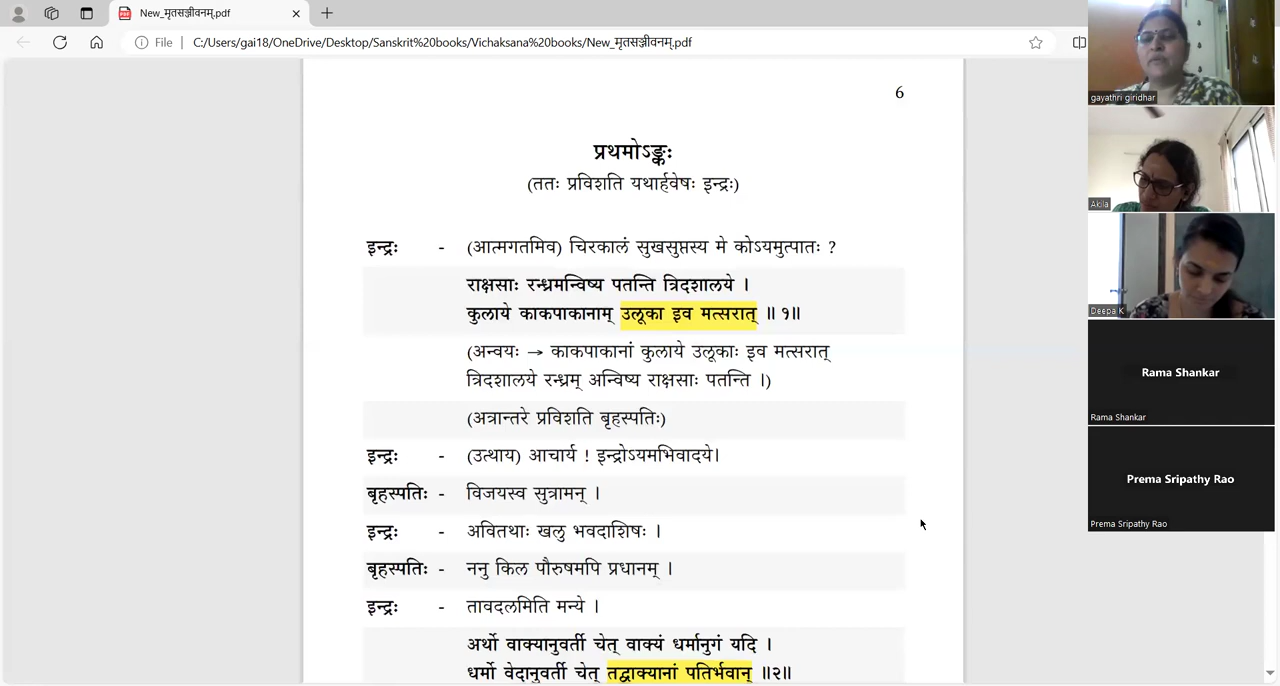 New_मृतसञ्जीवनम्.pdf
File C:/Users/gai18/OneDrive/Desktop/Sanskrit%20books/Vichaksana%20books/New_मृतसञ्जीवनम्.pdf
6
प्रथमोऽङ्कः
(ततः प्रविशति यथार्हवेषः इन्द्रः)
इन्द्रः - (आत्मगतमिव) चिरकालं सुखसुप्तस्य मे कोऽयमुत्पातः ?
राक्षसाः रन्ध्रमन्विष्य पतन्ति त्रिदशालये ।
कुलाये काकपाकानाम् उलूका इव मत्सरात् ॥ १॥
(अन्वयः → काकपाकानां कुलाये उलूकाः इव मत्सरात्
त्रिदशालये रन्ध्रम् अन्विष्य राक्षसाः पतन्ति ।)
(अत्रान्तरे प्रविशति बृहस्पतिः)
इन्द्रः - (उत्थाय) आचार्य ! इन्द्रोऽयमभिवादये।
बृहस्पतिः - विजयस्व सुत्रामन् ।
इन्द्रः - अवितथाः खलु भवदाशिषः ।
बृहस्पतिः - ननु किल पौरुषमपि प्रधानम् ।
इन्द्रः - तावदलमिति मन्ये ।
अर्थो वाक्यानुवर्ती चेत् वाक्यं धर्मानुगं यदि ।
धर्मो वेदानुवर्ती चेत् तद्वाक्यानां पतिर्भवान् ॥२॥
gayathri giridhar
Akila
Deepa K
Rama Shankar
Rama Shankar
Prema Sripathy Rao
Prema Sripathy Rao